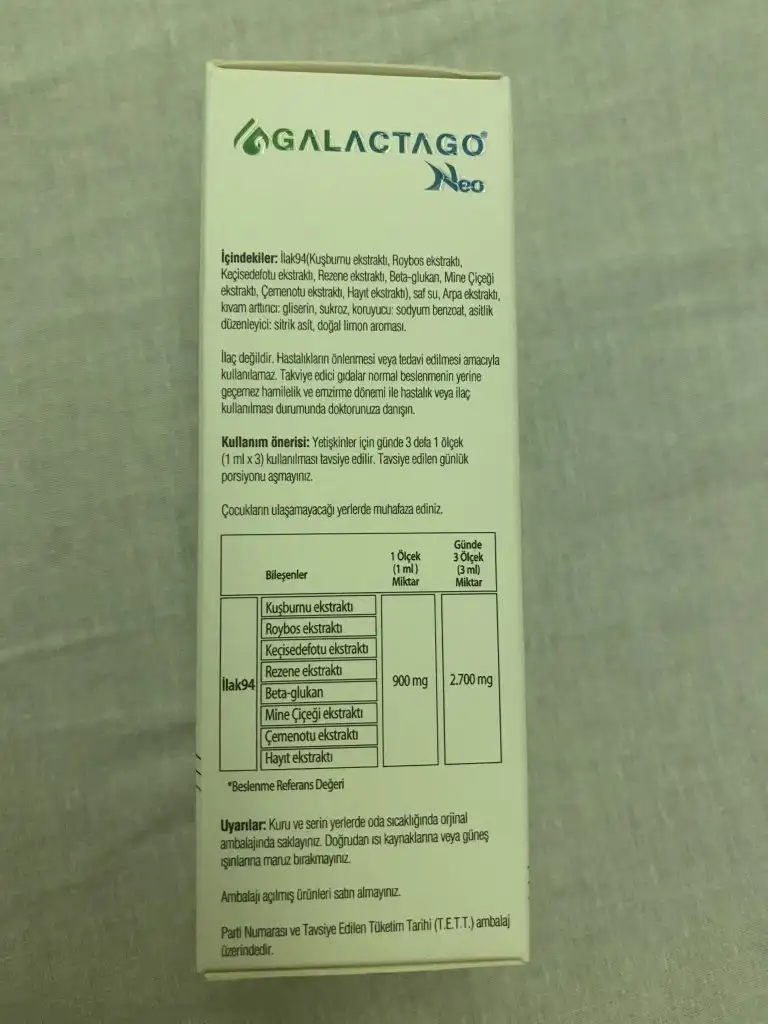 GALACTAGO®
Neo
İçindekiler: İlak94(Kuşburnu ekstraktı, Roybos ekstraktı,
Keçisedefotu ekstraktı, Rezene ekstraktı, Beta-glukan, Mine Çiçeği
ekstraktı, Çemenotu ekstraktı, Hayıt ekstraktı), saf su, Arpa ekstraktı,
kıvam arttırıcı: gliserin, sukroz, koruyucu: sodyum benzoat, asitlik
düzenleyici: sitrik asit, doğal limon aroması.
İlaç değildir. Hastalıkların önlenmesi veya tedavi edilmesi amacıyla
kullanılamaz. Takviye edici gıdalar normal beslenmenin yerine
geçemez hamilelik ve emzirme dönemi ile hastalık veya ilaç
kullanılması durumunda doktorunuza danışın.
Kullanım önerisi: Yetişkinler için günde 3 defa 1 ölçek
(1 ml x 3) kullanılması tavsiye edilir. Tavsiye edilen günlük
porsiyonu aşmayınız.
Çocukların ulaşamayacağı yerlerde muhafaza ediniz.
Bileşenler
1 Ölçek
(1 ml)
Miktar
Günde
3 Ölçek
(3 ml)
Miktar
İlak94
Kuşburnu ekstraktı
Roybos ekstraktı
Keçisedefotu ekstraktı
Rezene ekstraktı
Beta-glukan
Mine Çiçeği ekstraktı
Çemenotu ekstraktı
Hayıt ekstraktı
900 mg
2.700 mg
*Beslenme Referans Değeri
Uyarılar: Kuru ve serin yerlerde oda sıcaklığında orjinal
ambalajında saklayınız. Doğrudan ısı kaynaklarına veya güneş
ışınlarına maruz bırakmayınız.
Ambalajı açılmış ürünleri satın almayınız.
Parti Numarası ve Tavsiye Edilen Tüketim Tarihi (T.E.T.T.) ambalaj
üzerindedir.